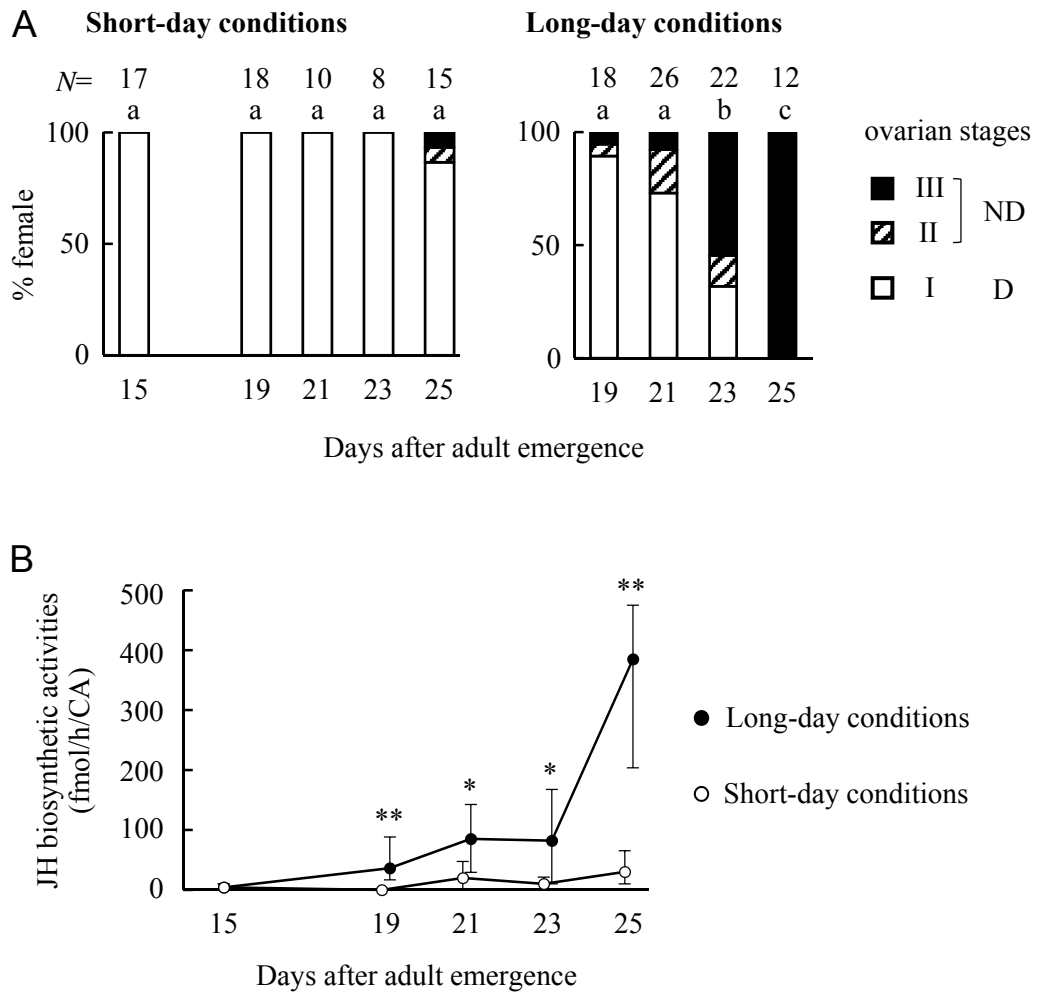 A
Short-day conditions
Long-day conditions
N= 17 18 10 8 15
a a a a a
18 26 22 12
a a b c
100
50
0
% female
15 19 21 23 25
100
50
0
19 21 23 25
Days after adult emergence
ovarian stages
III
II
ND
I D
B
JH biosynthetic activities
(fmol/h/CA)
500
400
300
200
100
0
** * * **
15 19 21 23 25
Days after adult emergence
Long-day conditions
Short-day conditions